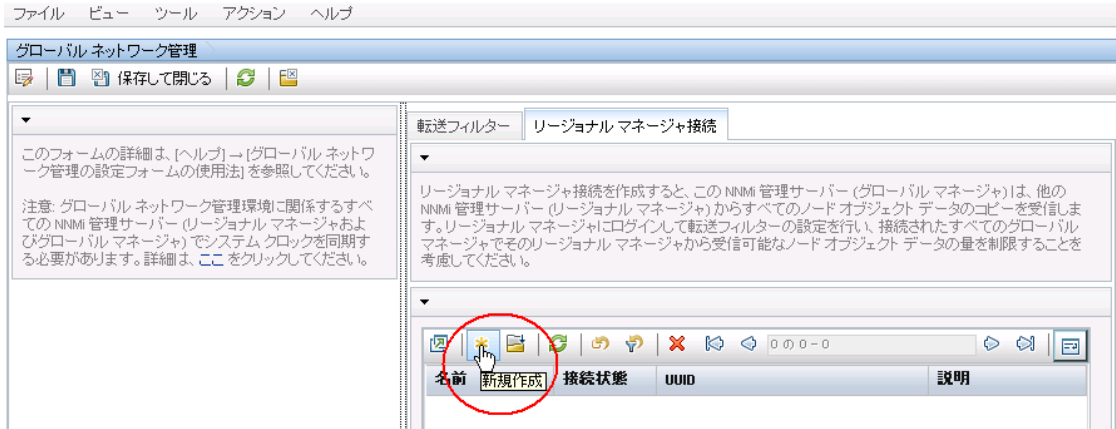 ファイル ビュー ツール アクション ヘルプ
グローバル ネットワーク管理
保存して閉じる
このフォームの詳細は、[ヘルプ] → [グローバル ネットワ
ーク管理の設定フォームの使用法] を参照してください。
注意: グローバル ネットワーク管理環境に関係するすべ
ての NNMi 管理サーバー (リージョナル マネージャおよ
びグローバル マネージャ) でシステム クロックを同期す
る必要があります。詳細は、ここ をクリックしてください。
転送フィルター リージョナル マネージャ接続
リージョナル マネージャ接続を作成すると、この NNMi 管理サーバー (グローバル マネージャ) は、他の
NNMi 管理サーバー (リージョナル マネージャ) からすべてのノード オブジェクト データのコピーを受信しま
す。リージョナル マネージャにログインして転送フィルターの設定を行い、接続されたすべてのグローバル
マネージャでそのリージョナル マネージャから受信可能なノード オブジェクト データの量を制限することを
考慮してください。
0 の 0 - 0
名前 接続状態 UUID 説明
新規作成